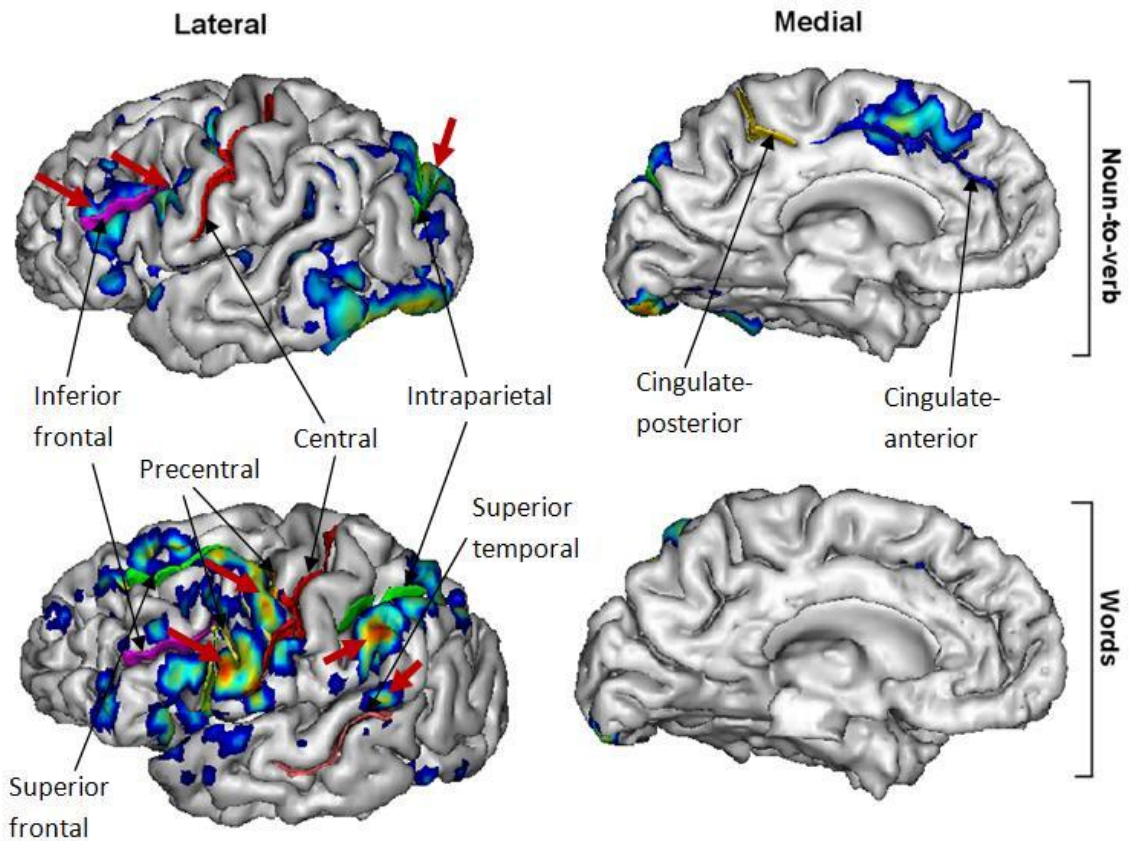 Lateral
Medial
Noun-to-verb
Inferior
frontal
Central
Intraparietal
Cingulate-
posterior
Cingulate-
anterior
Precentral
Superior
temporal
Words
Superior
frontal